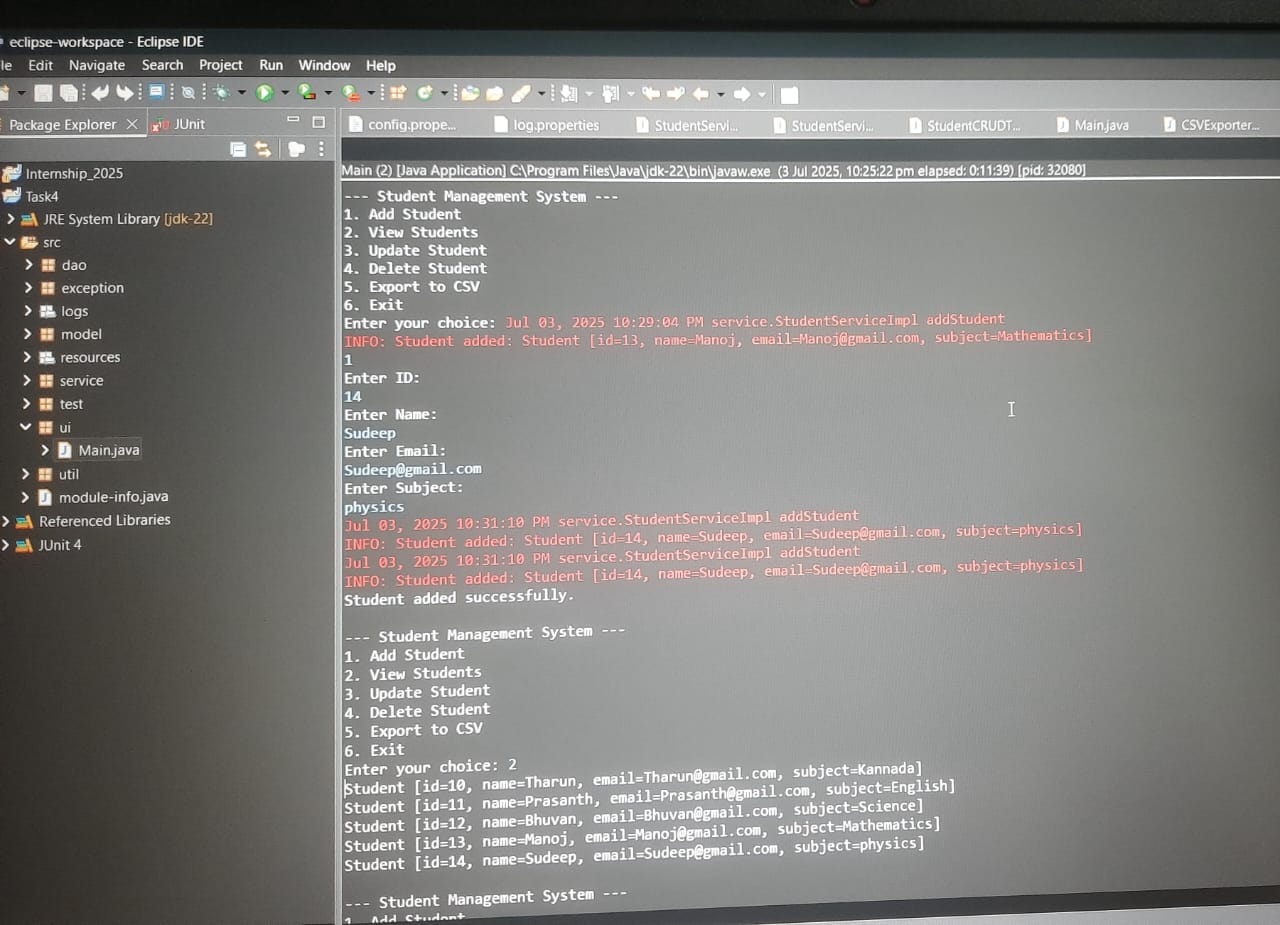 eclipse-workspace - Eclipse IDE
le Edit Navigate Search Project Run Window Help
Package Explorer
JUnit
config.prope...
log.properties
StudentServi...
StudentServi...
StudentCRUDT...
Main.java
CSVExporter...
Internship_2025
Task4
JRE System Library [jdk-22]
src
dao
exception
logs
model
resources
service
test
ui
Main.java
util
module-info.java
Referenced Libraries
JUnit 4
Main (2) [Java Application] C:\Program Files\Java\jdk-22\bin\javaw.exe (3 Jul 2025, 10:25:22 pm elapsed: 0:11:39) [pid: 32080]
--- Student Management System ---
1. Add Student
2. View Students
3. Update Student
4. Delete Student
5. Export to CSV
6. Exit
Enter your choice: Jul 03, 2025 10:29:04 PM service.StudentServiceImpl addStudent
INFO: Student added: Student [id=13, name=Manoj, email=Manoj@gmail.com, subject=Mathematics]
1
Enter ID:
14
Enter Name:
Sudeep
Enter Email:
Sudeep@gmail.com
Enter Subject:
physics
Jul 03, 2025 10:31:10 PM service.StudentServiceImpl addStudent
INFO: Student added: Student [id=14, name=Sudeep, email=Sudeep@gmail.com, subject=physics]
Jul 03, 2025 10:31:10 PM service.StudentServiceImpl addStudent
INFO: Student added: Student [id=14, name=Sudeep, email=Sudeep@gmail.com, subject=physics]
Student added successfully.
--- Student Management System ---
1. Add Student
2. View Students
3. Update Student
4. Delete Student
5. Export to CSV
6. Exit
Enter your choice: 2
Student [id=10, name=Tharun, email=Tharun@gmail.com, subject=Kannada]
Student [id=11, name=Prasanth, email=Prasanth@gmail.com, subject=English]
Student [id=12, name=Bhuvan, email=Bhuvan@gmail.com, subject=Science]
Student [id=13, name=Manoj, email=Manoj@gmail.com, subject=Mathematics]
Student [id=14, name=Sudeep, email=Sudeep@gmail.com, subject=physics]
--- Student Management System ---
1. Add Student